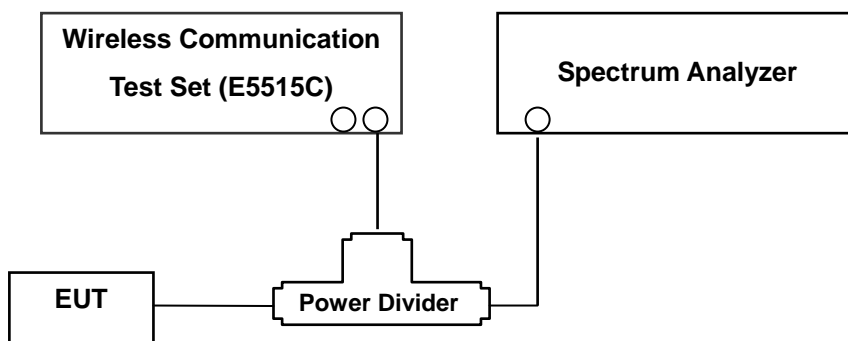 Wireless Communication
Test Set (E5515C)
Spectrum Analyzer
EUT
Power Divider